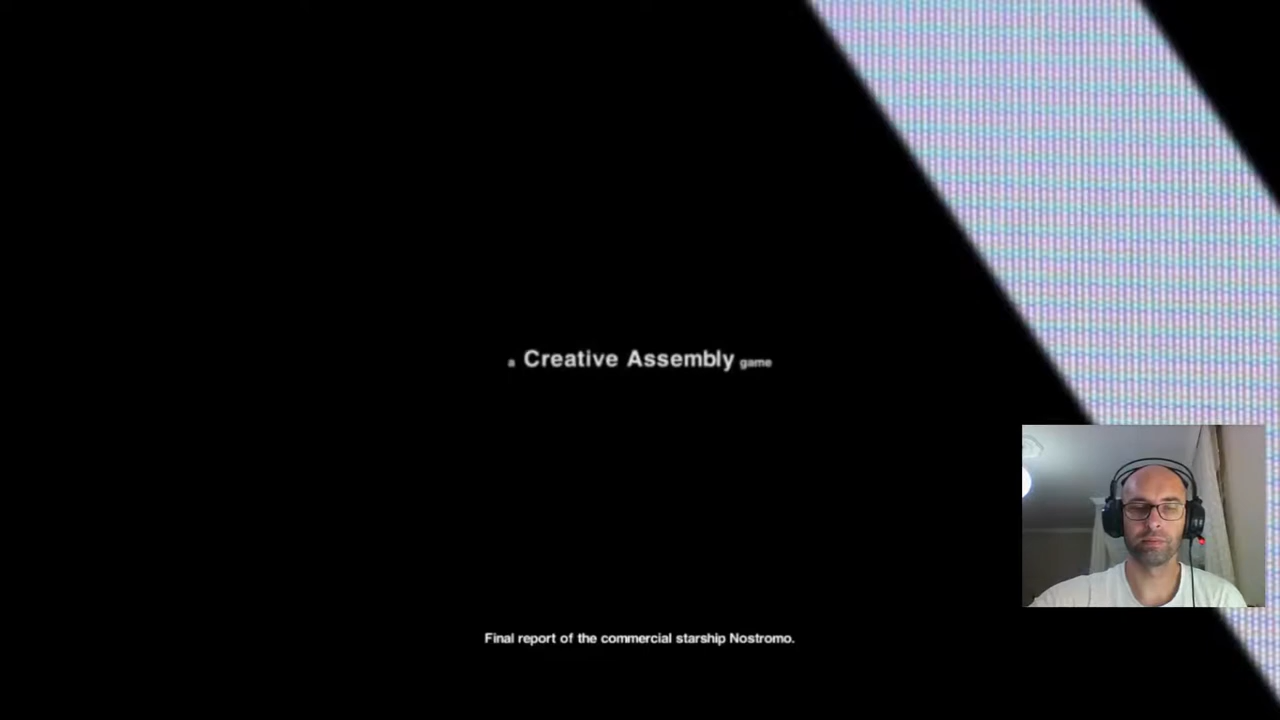 a Creative Assembly game
Final report of the commercial starship Nostromo.